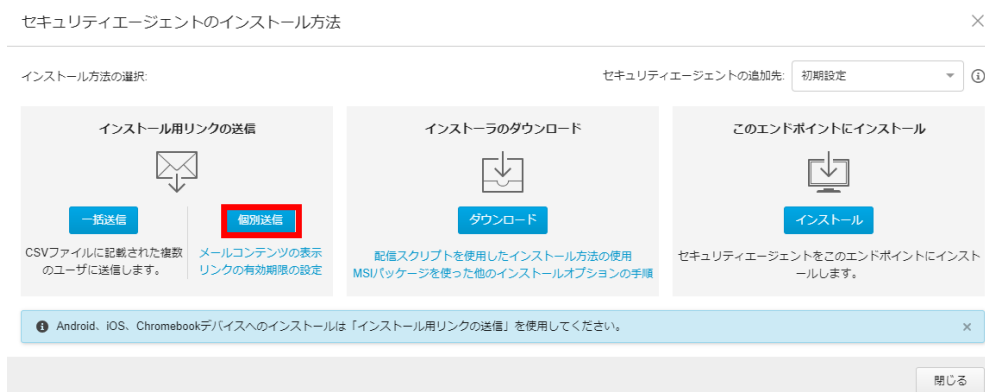 セキュリティエージェントのインストール方法
インストール方法の選択:
セキュリティエージェントの追加先: 初期設定
インストール用リンクの送信
一括送信
CSVファイルに記載された複数
のユーザに送信します。
個別送信
メールコンテンツの表示
リンクの有効期限の設定
インストーラのダウンロード
ダウンロード
配信スクリプトを使用したインストール方法の使用
MSIパッケージを使った他のインストールオプションの手順
このエンドポイントにインストール
インストール
セキュリティエージェントをこのエンドポイントにインスト
ールします。
Android、iOS、Chromebookデバイスへのインストールは「インストール用リンクの送信」を使用してください。
閉じる